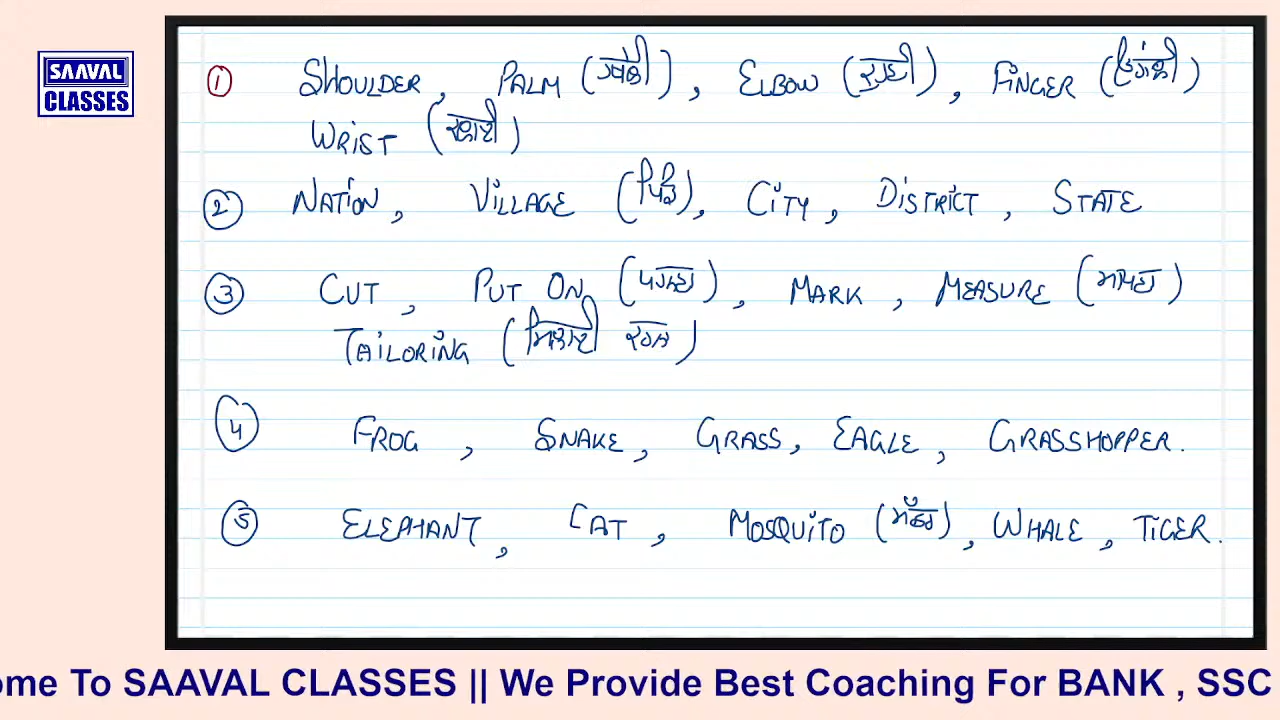 SAAVAL
CLASSES
① SHOULDER, PALM (ਹਥੇਲੀ), ELBOW (ਕੂਹਣੀ), FINGER (ਉਂਗਲੀ)
WRIST (ਕਲਾਈ)
② NATION, VILLAGE (ਪਿੰਡ), CITY, DISTRICT, STATE
③ CUT, PUT ON (ਪਾਉਣਾ), MARK, MEASURE (ਮਾਪਣਾ)
TAILORING (ਸਿਲਾਈ ਕਰਨਾ)
④ FROG, SNAKE, GRASS, EAGLE, GRASSHOPPER.
⑤ ELEPHANT, CAT, MOSQUITO (ਮੱਛਰ), WHALE, TIGER.
ome To SAAVAL CLASSES || We Provide Best Coaching For BANK , SSC